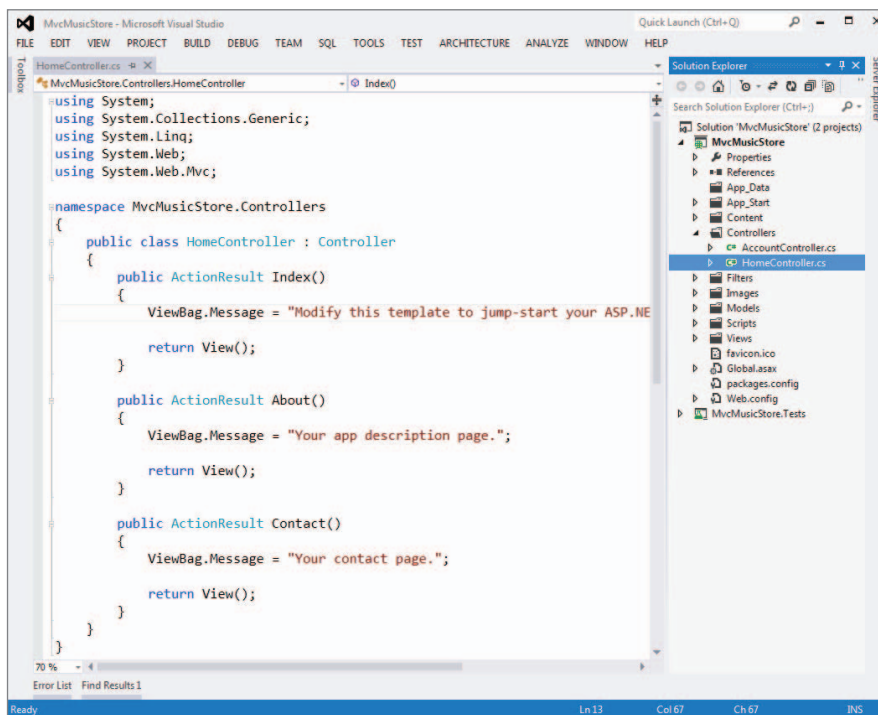 MvcMusicStore - Microsoft Visual Studio
Quick Launch (Ctrl+Q)
FILE EDIT VIEW PROJECT BUILD DEBUG TEAM SQL TOOLS TEST ARCHITECTURE ANALYZE WINDOW HELP
Toolbox
HomeController.cs
MvcMusicStore.Controllers.HomeController
Index()
using System;
using System.Collections.Generic;
using System.Linq;
using System.Web;
using System.Web.Mvc;
namespace MvcMusicStore.Controllers
{
public class HomeController : Controller
{
public ActionResult Index()
{
ViewBag.Message = "Modify this template to jump-start your ASP.NE
return View();
}
public ActionResult About()
{
ViewBag.Message = "Your app description page.";
return View();
}
public ActionResult Contact()
{
ViewBag.Message = "Your contact page.";
return View();
}
}
}
70 %
Solution Explorer
Search Solution Explorer (Ctrl+;)
Solution 'MvcMusicStore' (2 projects)
MvcMusicStore
Properties
References
App_Data
App_Start
Content
Controllers
AccountController.cs
HomeController.cs
Filters
Images
Models
Scripts
Views
favicon.ico
Global.asax
packages.config
Web.config
MvcMusicStore.Tests
Server Explorer
Error List Find Results 1
Ready Ln 13 Col 67 Ch 67 INS